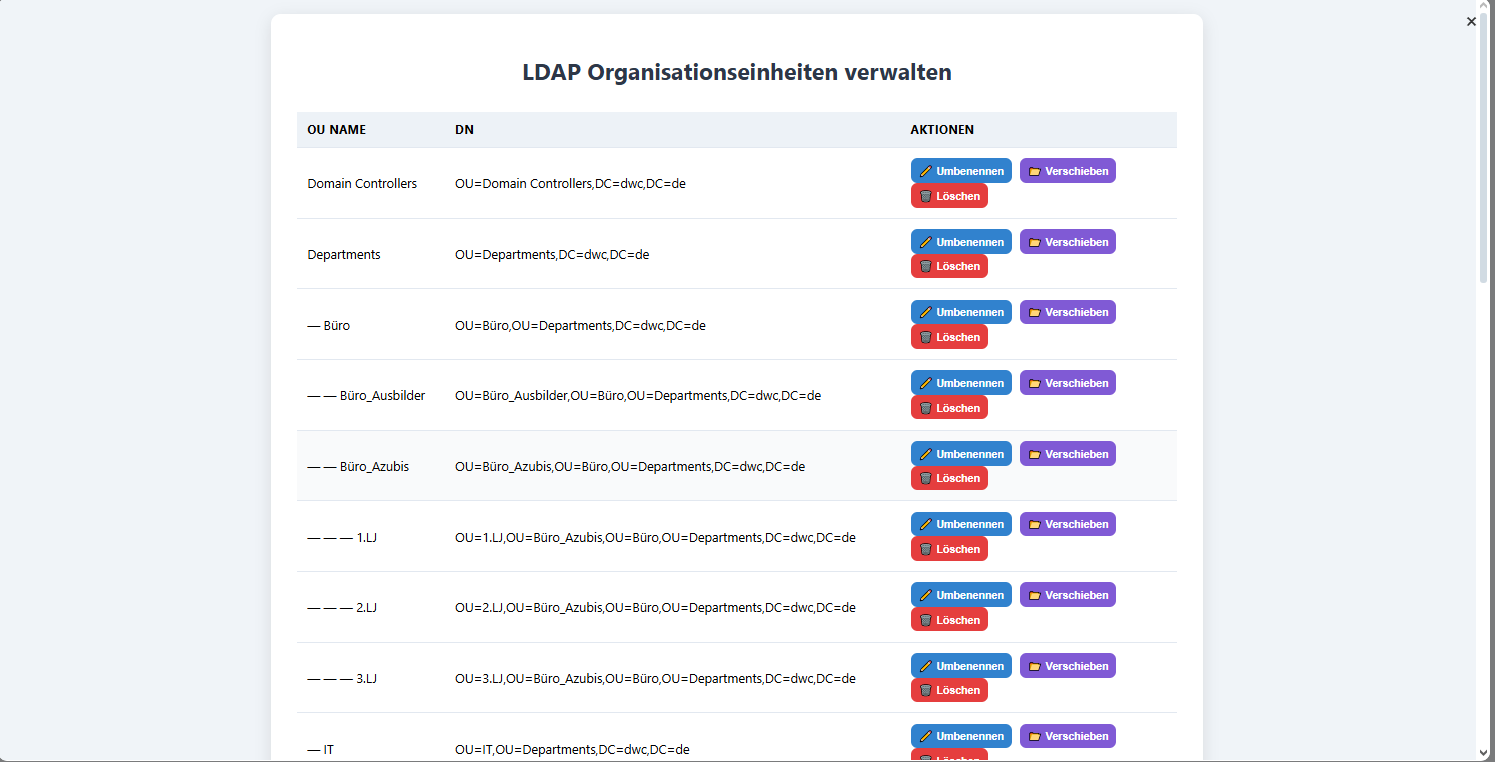 LDAP Organisationseinheiten verwalten
OU NAME DN AKTIONEN
Domain Controllers OU=Domain Controllers,DC=dwc,DC=de Umbenennen Verschieben
Löschen
Departments OU=Departments,DC=dwc,DC=de Umbenennen Verschieben
Löschen
— Büro OU=Büro,OU=Departments,DC=dwc,DC=de Umbenennen Verschieben
Löschen
— — Büro_Ausbilder OU=Büro_Ausbilder,OU=Büro,OU=Departments,DC=dwc,DC=de Umbenennen Verschieben
Löschen
— — Büro_Azubis OU=Büro_Azubis,OU=Büro,OU=Departments,DC=dwc,DC=de Umbenennen Verschieben
Löschen
— — — 1.LJ OU=1.LJ,OU=Büro_Azubis,OU=Büro,OU=Departments,DC=dwc,DC=de Umbenennen Verschieben
Löschen
— — — 2.LJ OU=2.LJ,OU=Büro_Azubis,OU=Büro,OU=Departments,DC=dwc,DC=de Umbenennen Verschieben
Löschen
— — — 3.LJ OU=3.LJ,OU=Büro_Azubis,OU=Büro,OU=Departments,DC=dwc,DC=de Umbenennen Verschieben
Löschen
— IT OU=IT,OU=Departments,DC=dwc,DC=de Umbenennen Verschieben